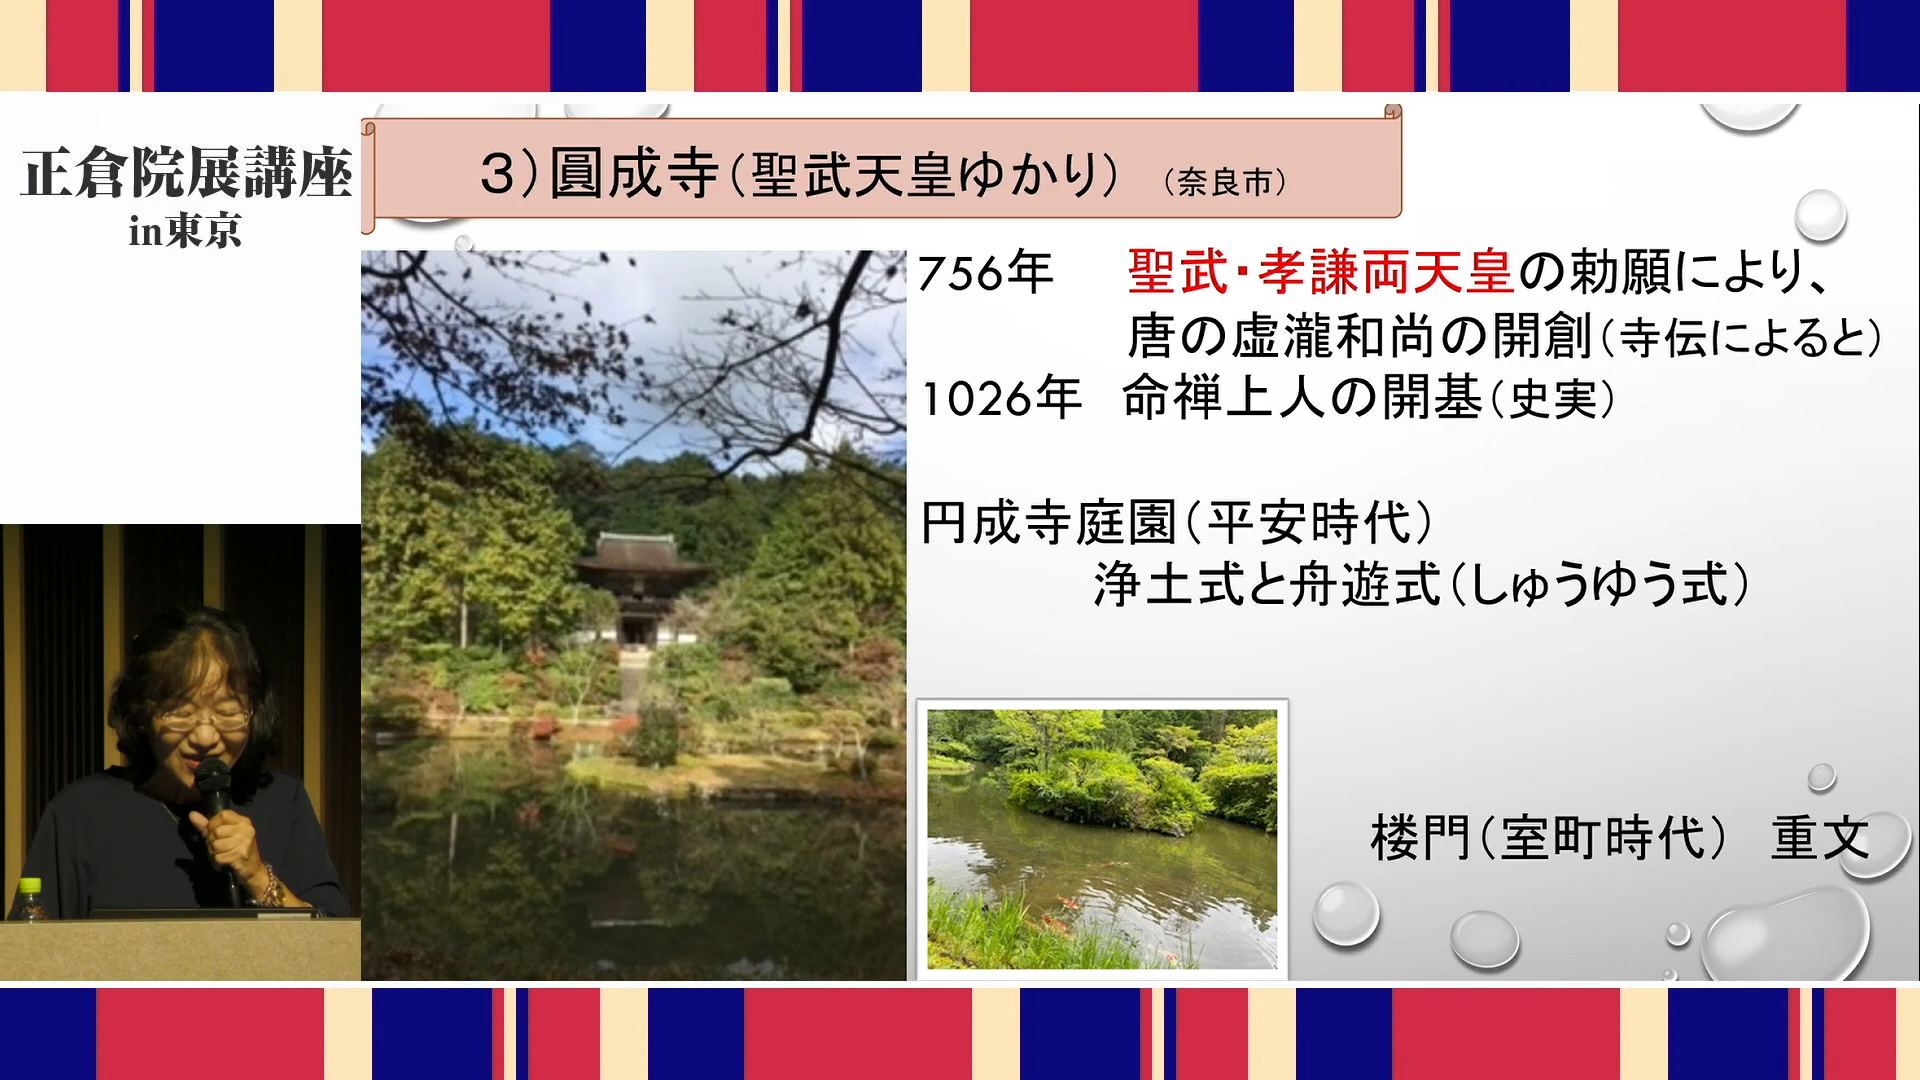 正倉院展講座
in東京
3)圓成寺(聖武天皇ゆかり) (奈良市)
756年 聖武・孝謙両天皇の勅願により、
唐の虚瀧和尚の開創(寺伝によると)
1026年 命禅上人の開基(史実)
円成寺庭園(平安時代)
浄土式と舟遊式(しゅうゆう式)
楼門(室町時代) 重文